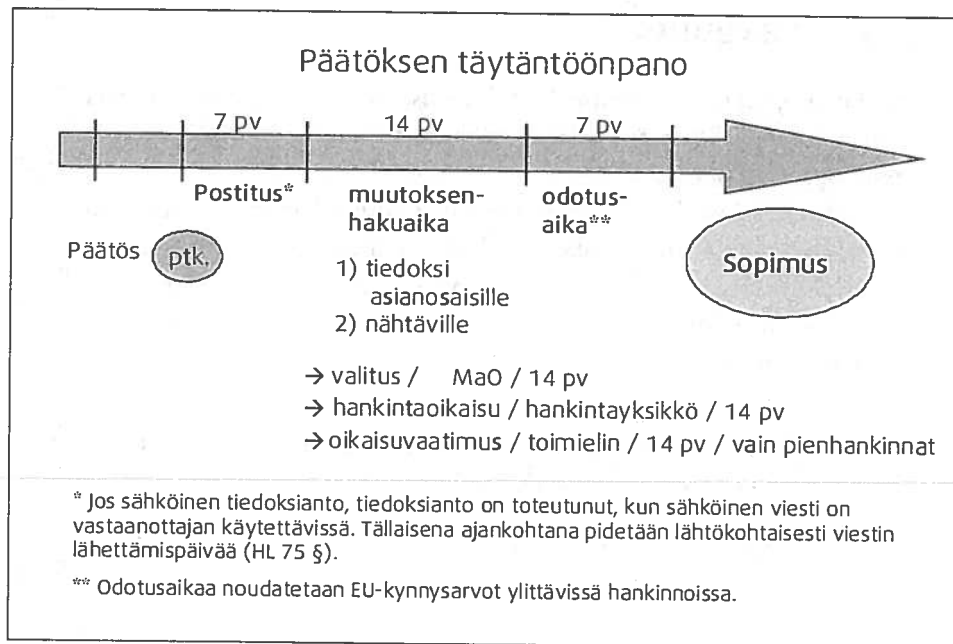 Päätöksen täytäntöönpano
7 pv 14 pv 7 pv
Postitus* muutoksen- odotus-
hakuaika aika**
Päätös ptk. Sopimus
1) tiedoksi
asianosaisille
2) nähtäville
→ valitus / MaO / 14 pv
→ hankintaoikaisu / hankintayksikkö / 14 pv
→ oikaisuvaatimus / toimielin / 14 pv / vain pienhankinnat
* Jos sähköinen tiedoksianto, tiedoksianto on toteutunut, kun sähköinen viesti on
vastaanottajan käytettävissä. Tällaisena ajankohtana pidetään lähtökohtaisesti viestin
lähettämispäivää (HL 75 §).
** Odotusaikaa noudatetaan EU-kynnysarvot ylittävissä hankinnoissa.